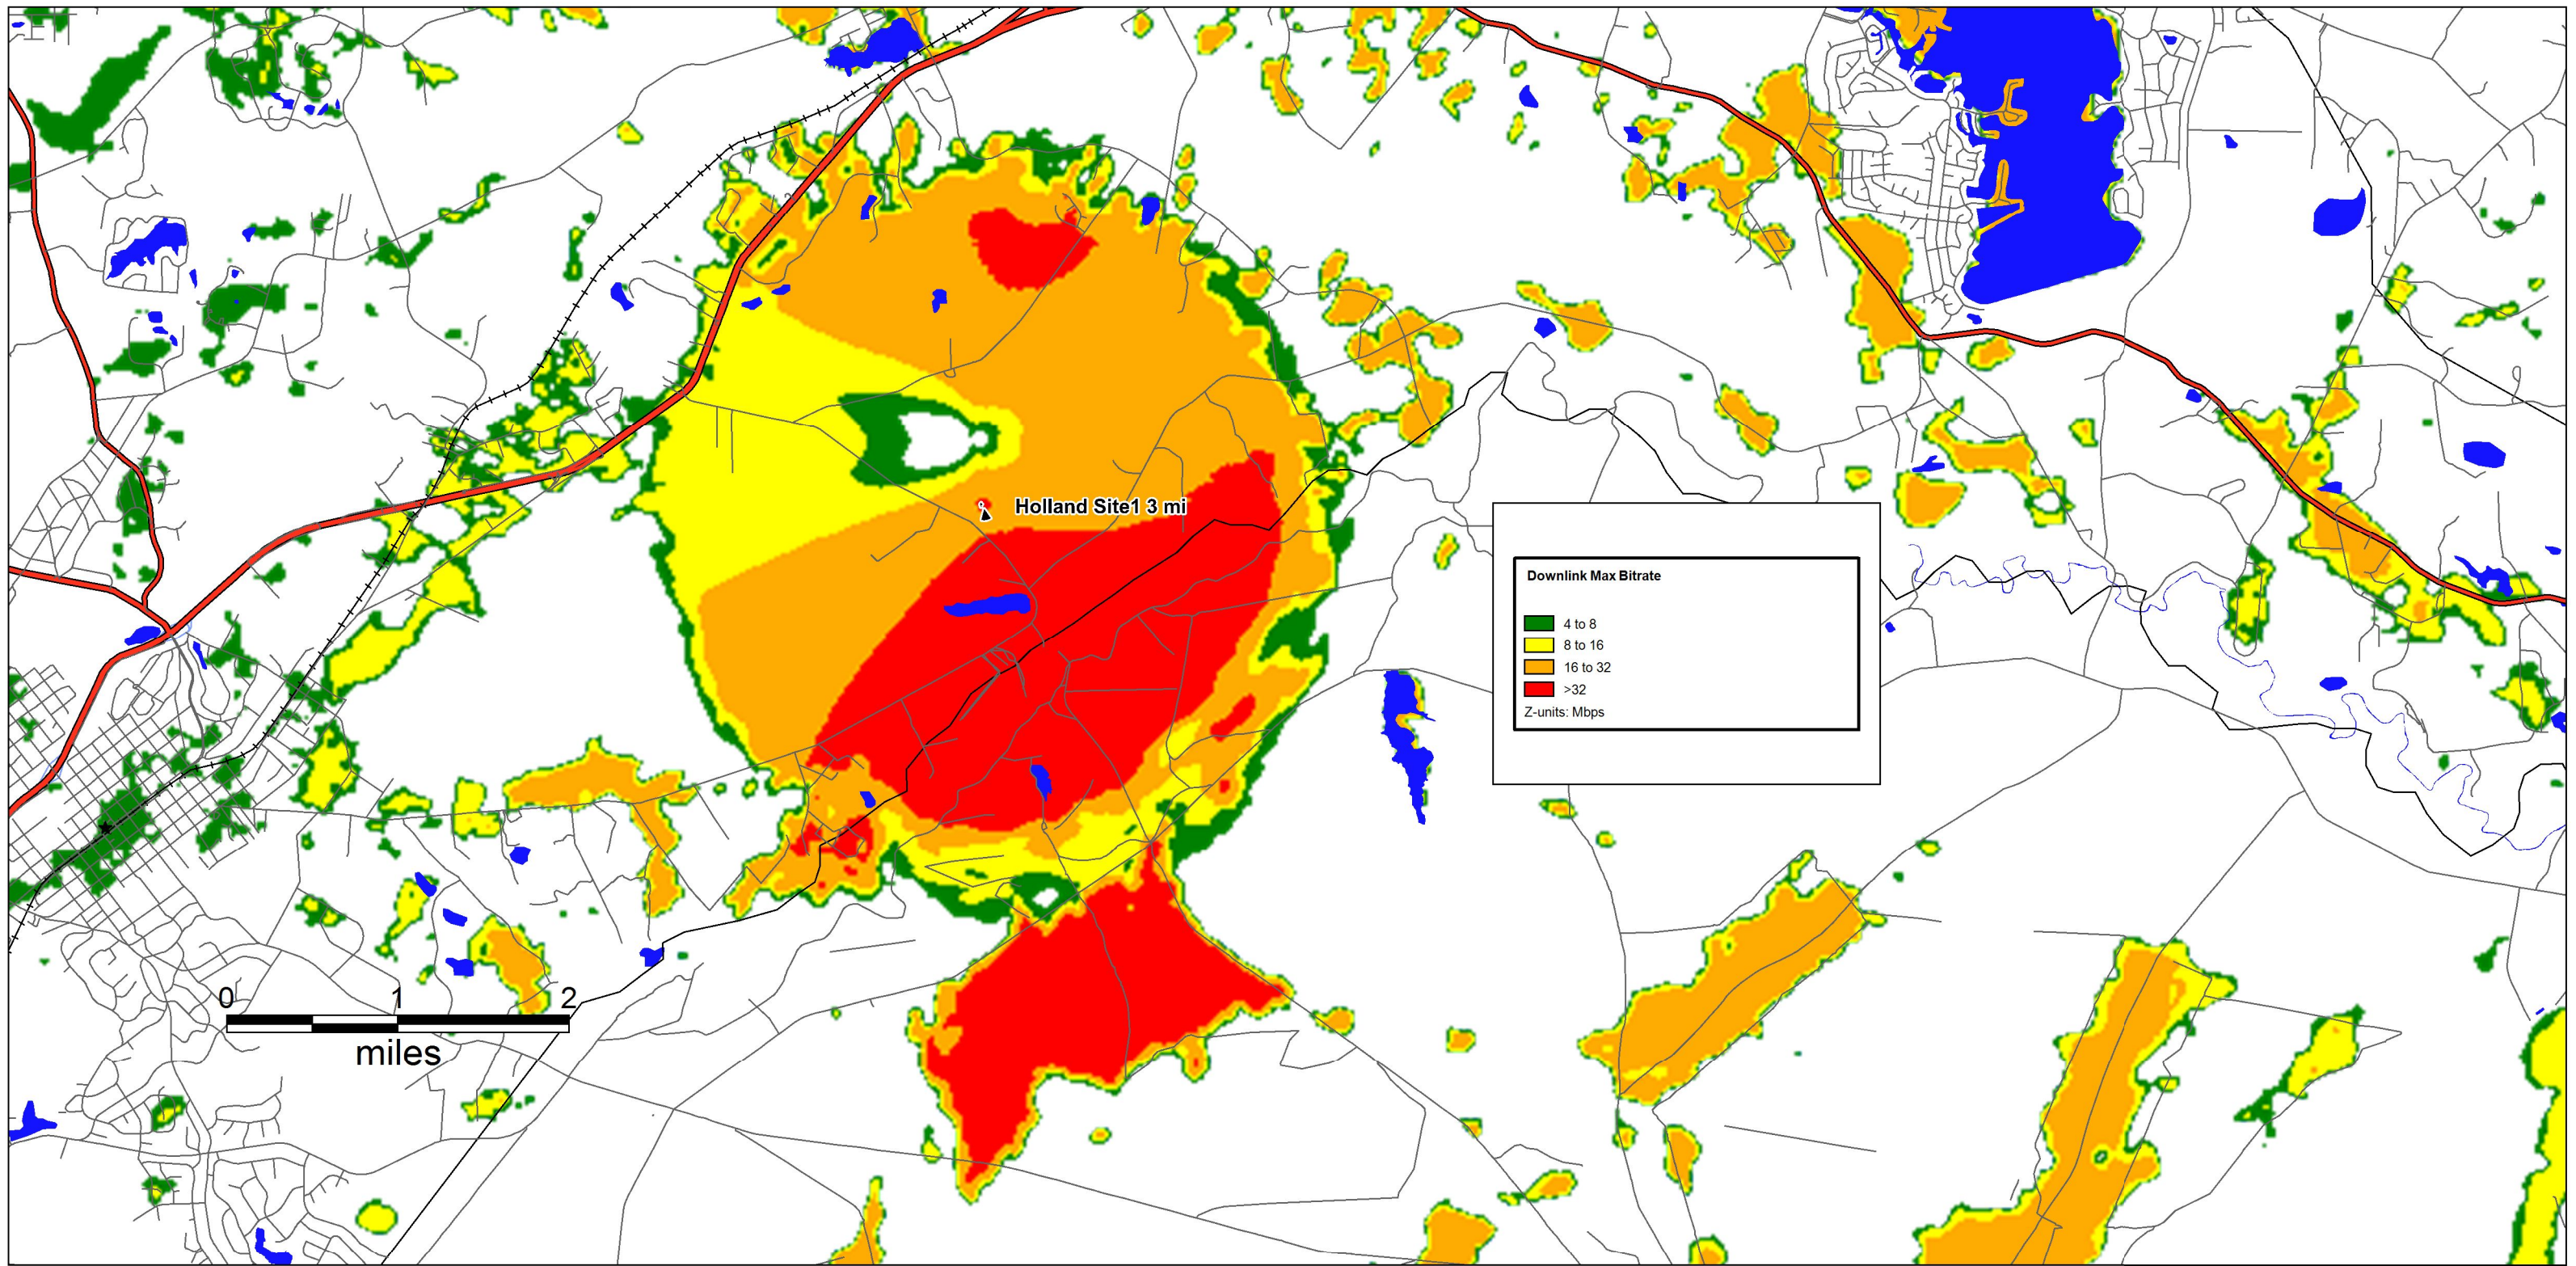 Holland Site1 3 mi
Downlink Max Bitrate
4 to 8
8 to 16
16 to 32
>32
Z-units: Mbps
0 1 2
miles